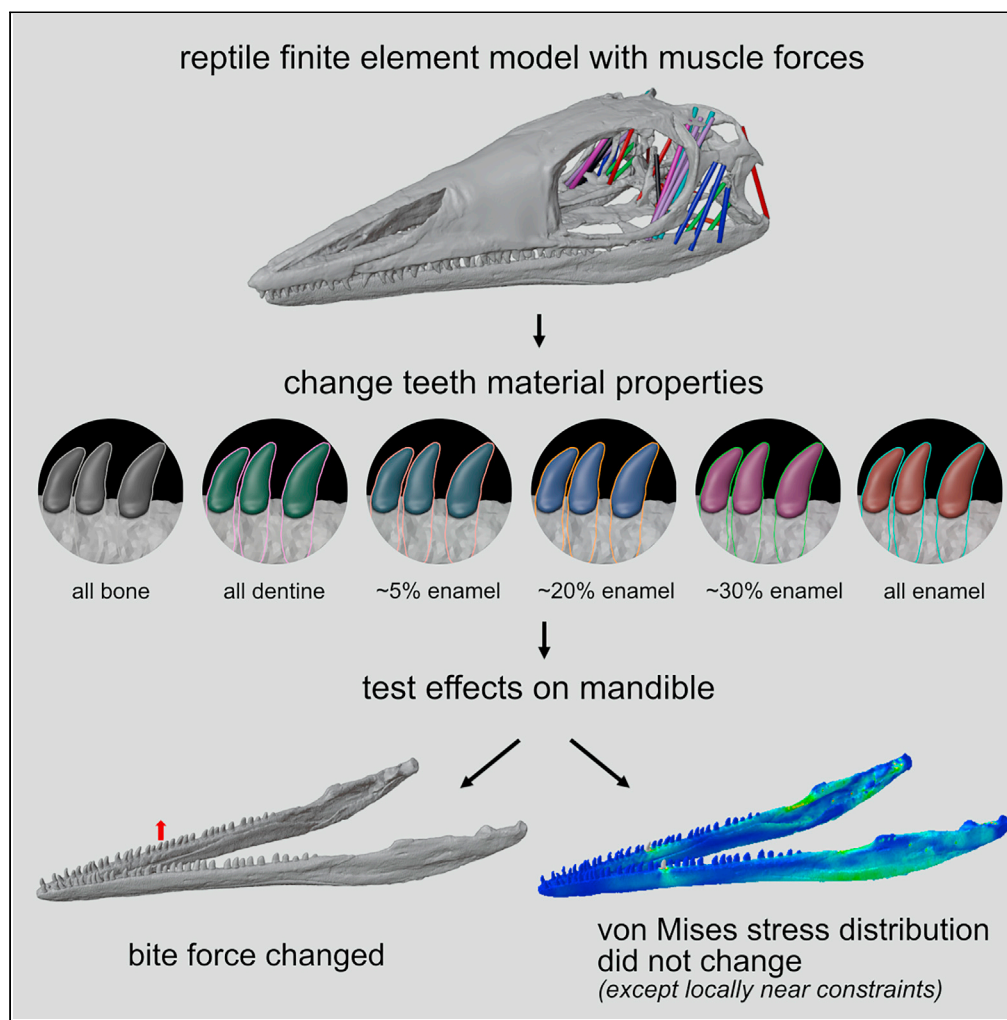 reptile finite element model with muscle forces
change teeth material properties
all bone
all dentine
~5% enamel
~20% enamel
~30% enamel
all enamel
test effects on mandible
bite force changed
von Mises stress distribution
did not change
(except locally near constraints)